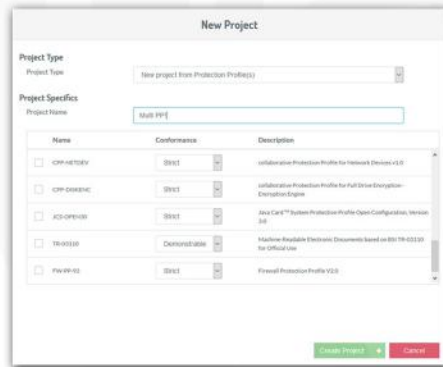 New Project
Project Type
Project Type
New project from Protection Profile(s)
Project Specifics
Project Name
Multi PP
Name Conformance Description
CPP-NETDEV Strict collaborative Protection Profile for Network Devices v1.0
CPP-DISKENC Strict collaborative Protection Profile for Full Drive Encryption -
Encryption Engine
JCS-OPEN30 Strict Java Card™ System Protection Profile Open Configuration, Version
3.0
TR-03110 Demonstrable Machine-Readable Electronic Documents based on BSI TR-03110
for Official Use
FW-PP-V2 Strict Firewall Protection Profile V2.0
Create Project Cancel